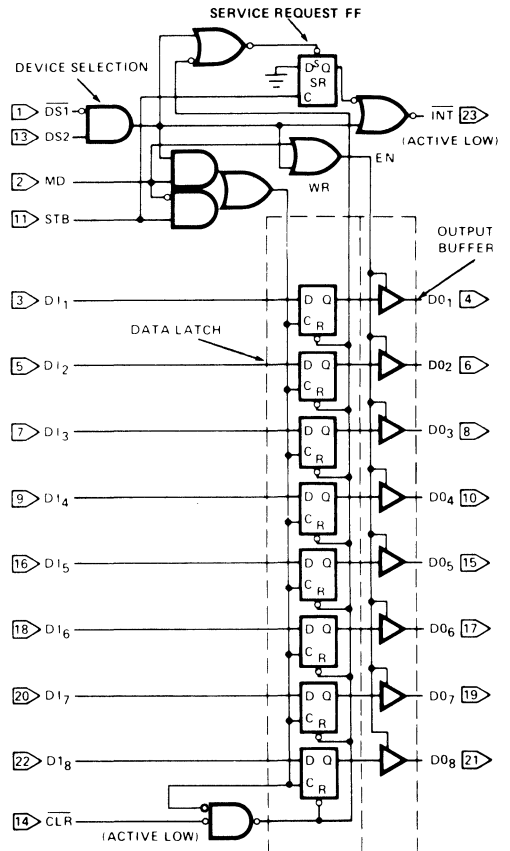 SERVICE REQUEST FF
DEVICE SELECTION
D S Q
SR
C
1 DS1
13 DS2
INT 23
(ACTIVE LOW)
2 MD
EN
WR
11 STB
OUTPUT
BUFFER
3 DI1
D Q
C R
DO1 4
DATA LATCH
5 DI2
D Q
C R
DO2 6
7 DI3
D Q
C R
DO3 8
9 DI4
D Q
C R
DO4 10
16 DI5
D Q
C R
DO5 15
18 DI6
D Q
C R
DO6 17
20 DI7
D Q
C R
DO7 19
22 DI8
D Q
C R
DO8 21
14 CLR
(ACTIVE LOW)